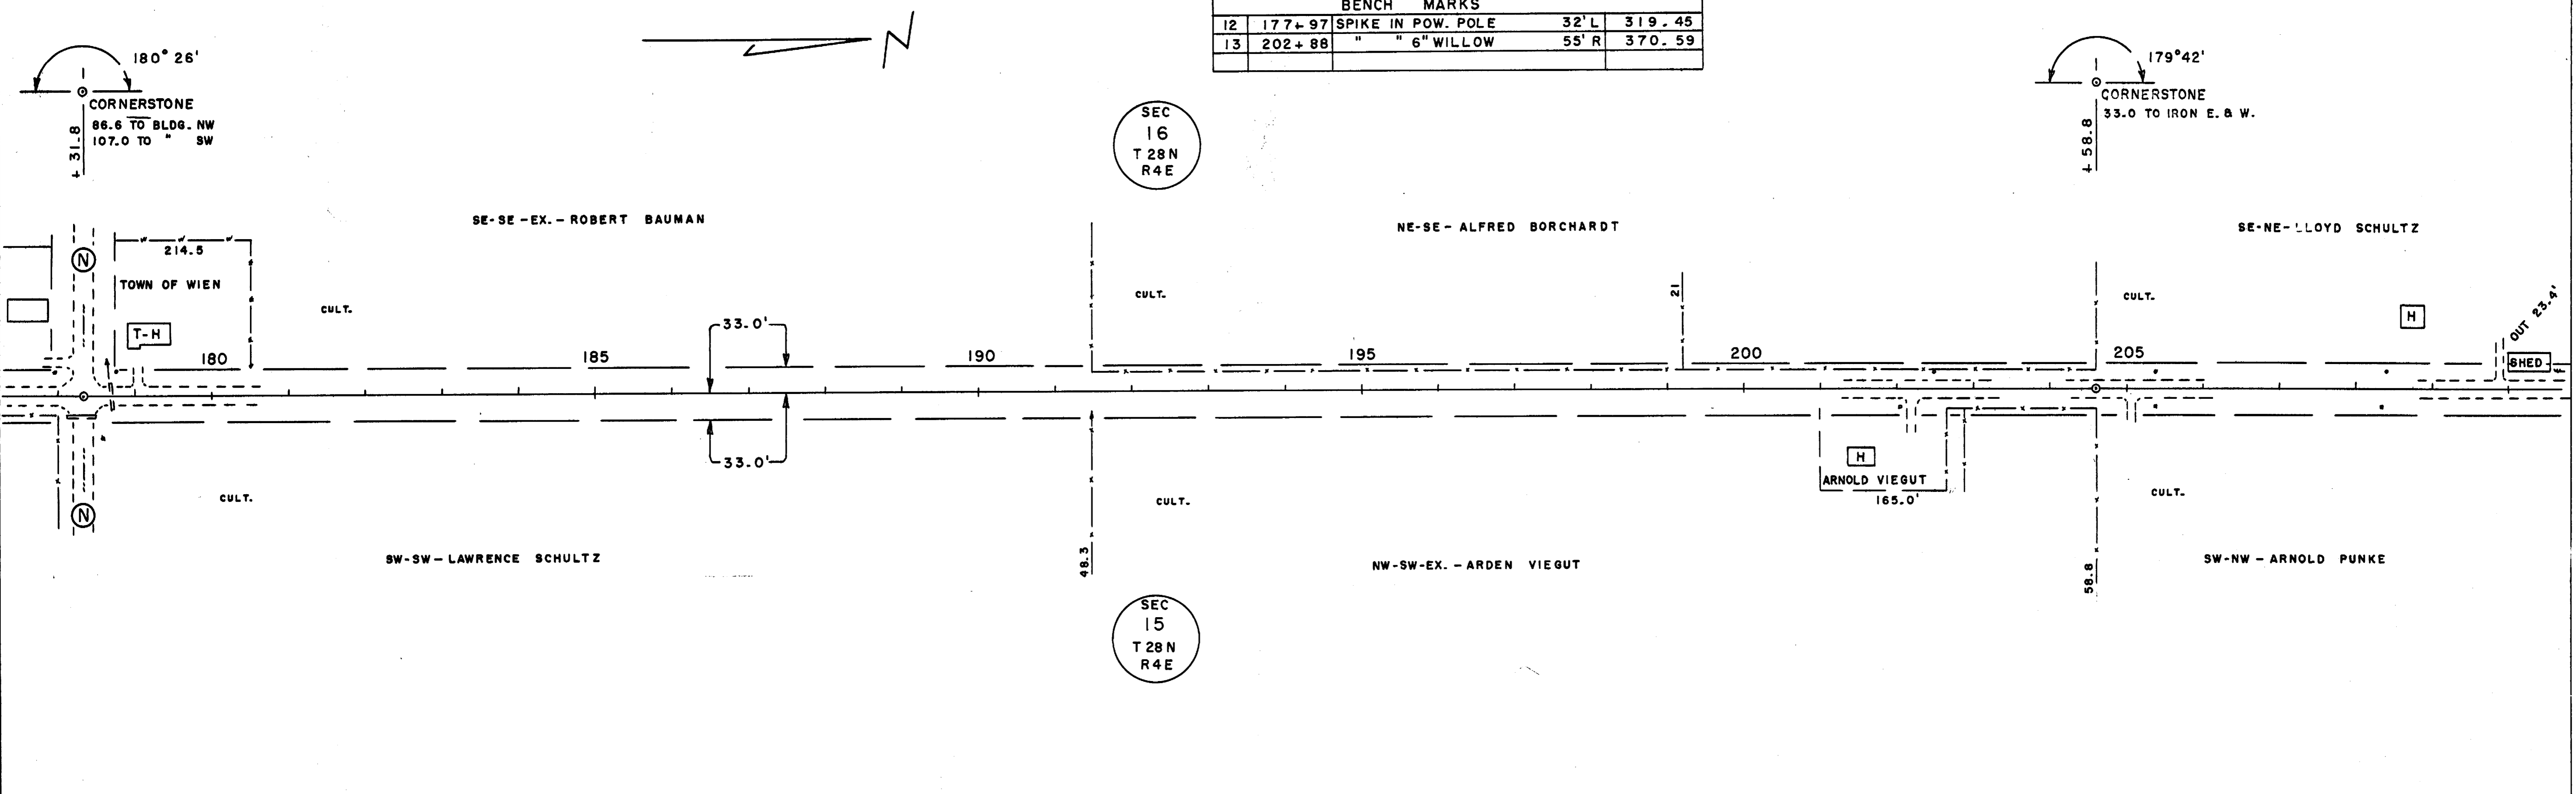 BENCH MARKS
12 177+97 SPIKE IN POW. POLE 32' L 319.45
13 202+88 " " 6" WILLOW 55' R 370.59
180° 26'
CORNERSTONE
86.6 TO BLDG. NW
107.0 TO " SW
+31.8
N
179°42'
CORNERSTONE
33.0 TO IRON E. & W.
+58.8
SEC
16
T 28N
R4E
SE-SE-EX.-ROBERT BAUMAN
NE-SE-ALFRED BORCHARDT
SE-NE-LLOYD SCHULTZ
N
214.5
TOWN OF WIEN
T-H
CULT.
CULT.
21
CULT.
H
OUT 23.4'
SHED
33.0'
180
185
190
195
200
205
33.0'
H
ARNOLD VIEGUT
165.0'
CULT.
CULT.
CULT.
N
SW-SW-LAWRENCE SCHULTZ
48.3
NW-SW-EX.-ARDEN VIEGUT
58.8
SW-NW-ARNOLD PUNKE
SEC
15
T 28N
R4E